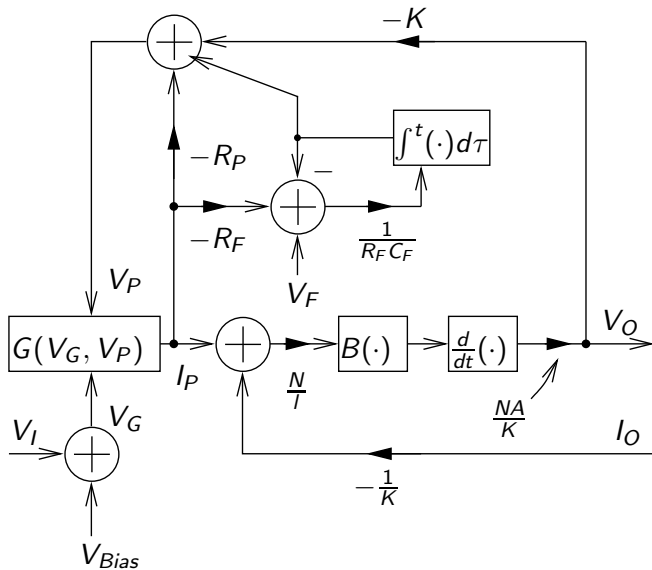 −K
∫^t(·)dτ
−R_P
−
−R_F
1/(R_F C_F)
V_P
V_F
G(V_G, V_P)
I_P
N/l
B(·)
d/dt(·)
V_O
V_G
NA/K
V_I
I_O
−1/K
V_Bias